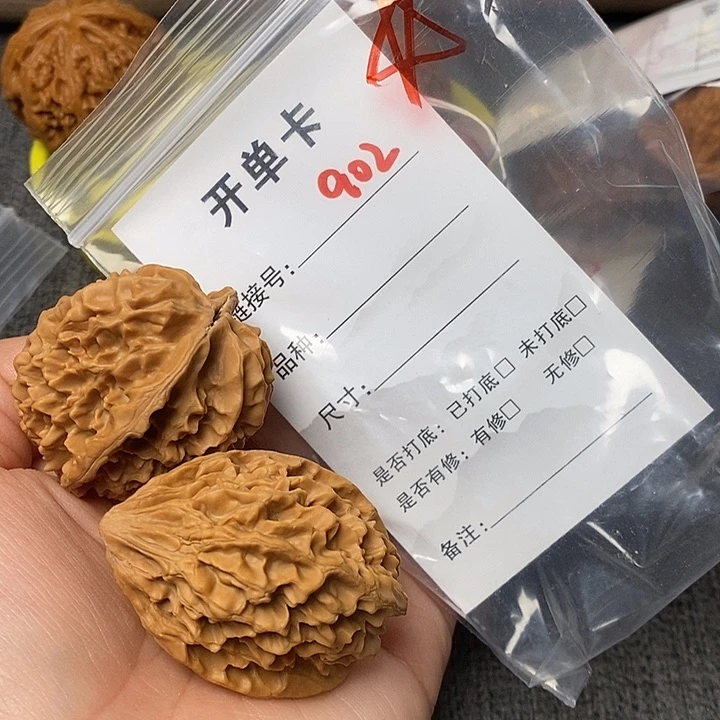 开单卡
902
链接号：
品种：
尺寸：
是否打底：已打底□ 未打底□
是否有修：有修□ 无修□
备注：